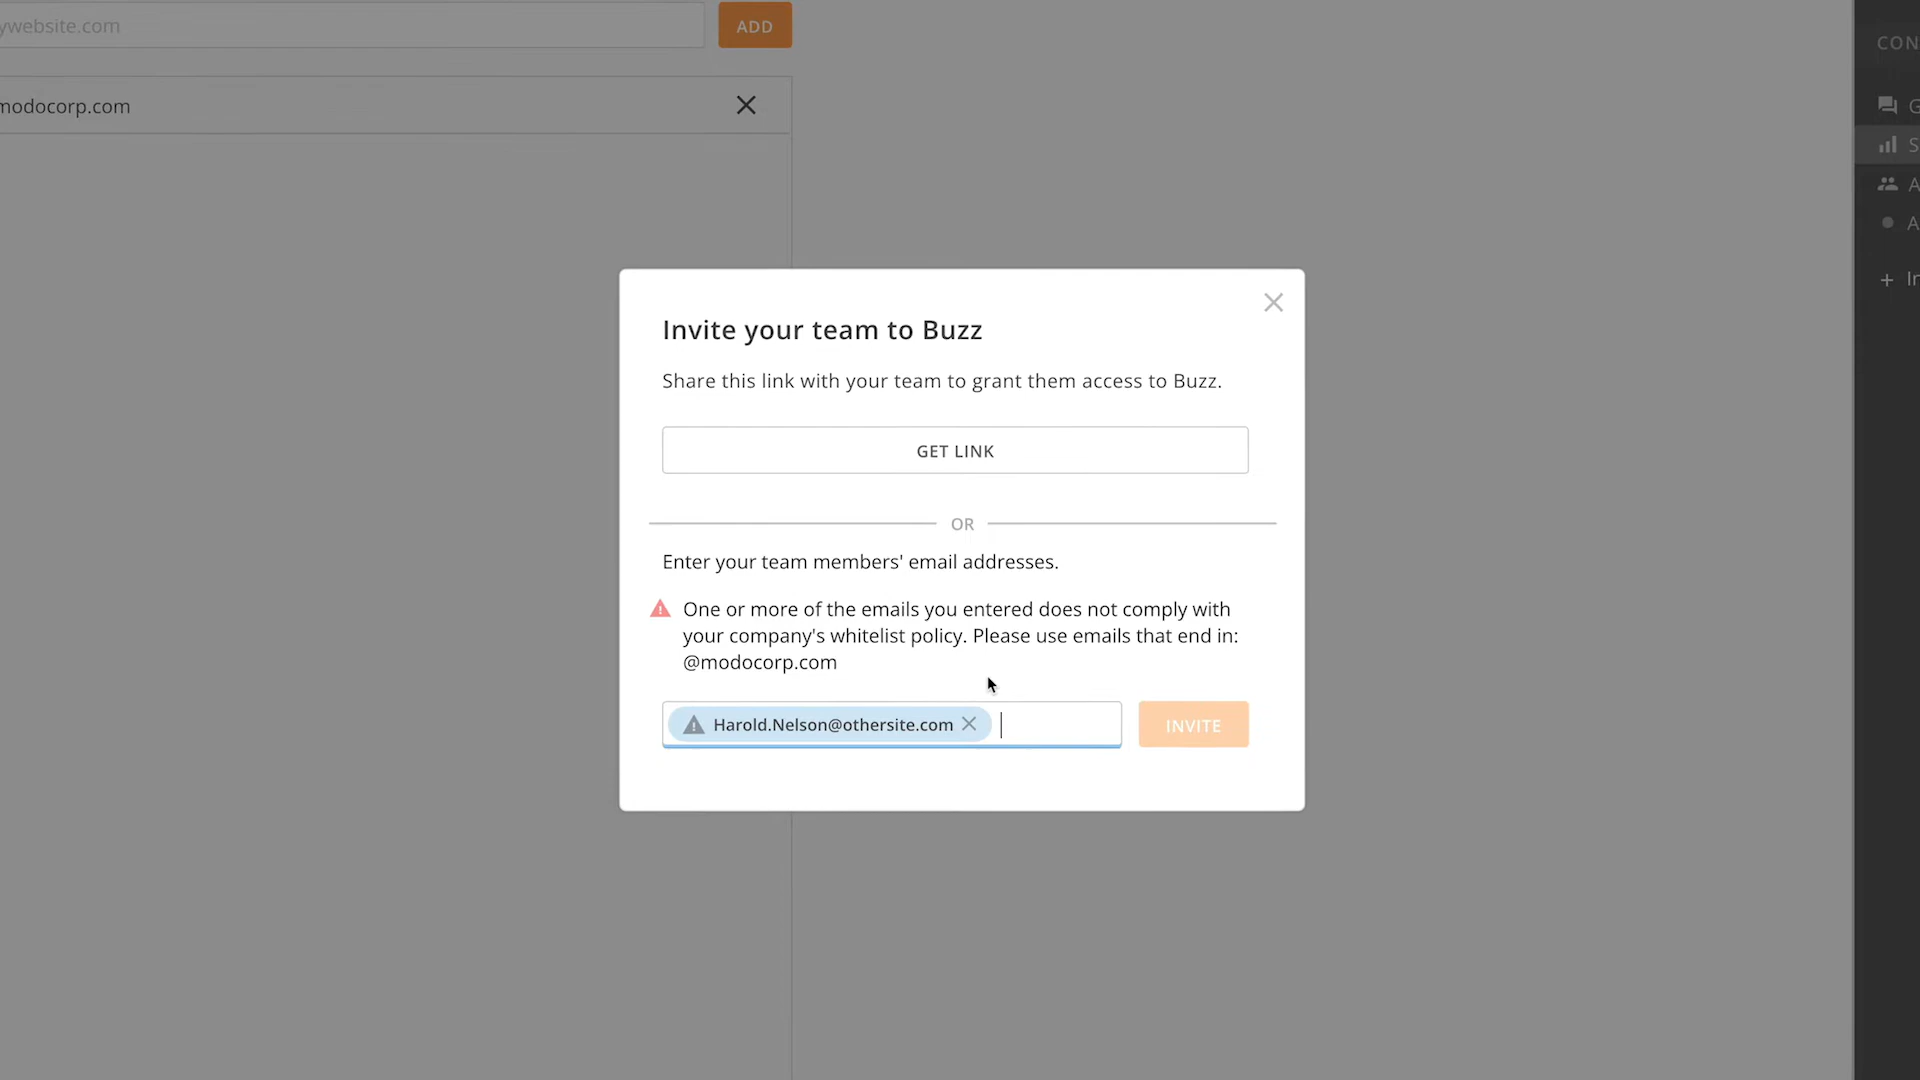 ywebsite.com
ADD
modocorp.com
CON
G
S
A
A
+ In
Invite your team to Buzz
Share this link with your team to grant them access to Buzz.
GET LINK
OR
Enter your team members' email addresses.
One or more of the emails you entered does not comply with
your company's whitelist policy. Please use emails that end in:
@modocorp.com
Harold.Nelson@othersite.com
INVITE